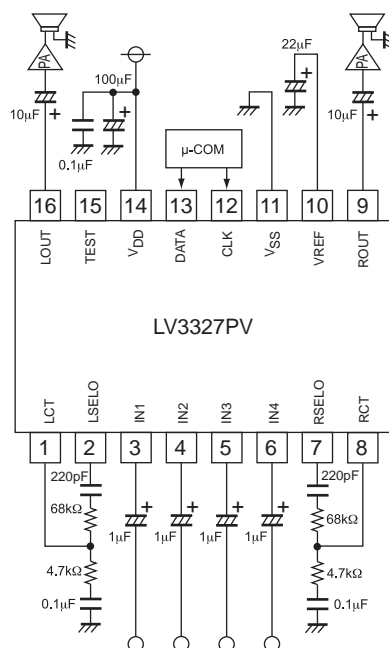 PA
PA
100μF
22μF
10μF
+
+
+
+
10μF
0.1μF
μ-COM
16
15
14
13
12
11
10
9
LOUT
TEST
VDD
DATA
CLK
VSS
VREF
ROUT
LV3327PV
LCT
LSELO
IN1
IN2
IN3
IN4
RSELO
RCT
1
2
3
4
5
6
7
8
220pF
220pF
68kΩ
+
+
+
+
68kΩ
1μF
1μF
1μF
1μF
4.7kΩ
4.7kΩ
0.1μF
0.1μF